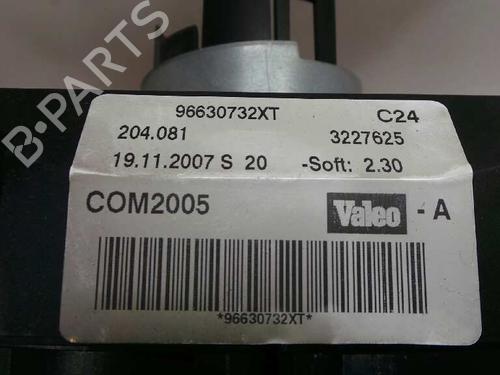 96630732XT C24
204.081 3227625
19.11.2007 S 20 -Soft: 2.30
COM2005 Valeo - A
*96630732XT*
B-PARTS